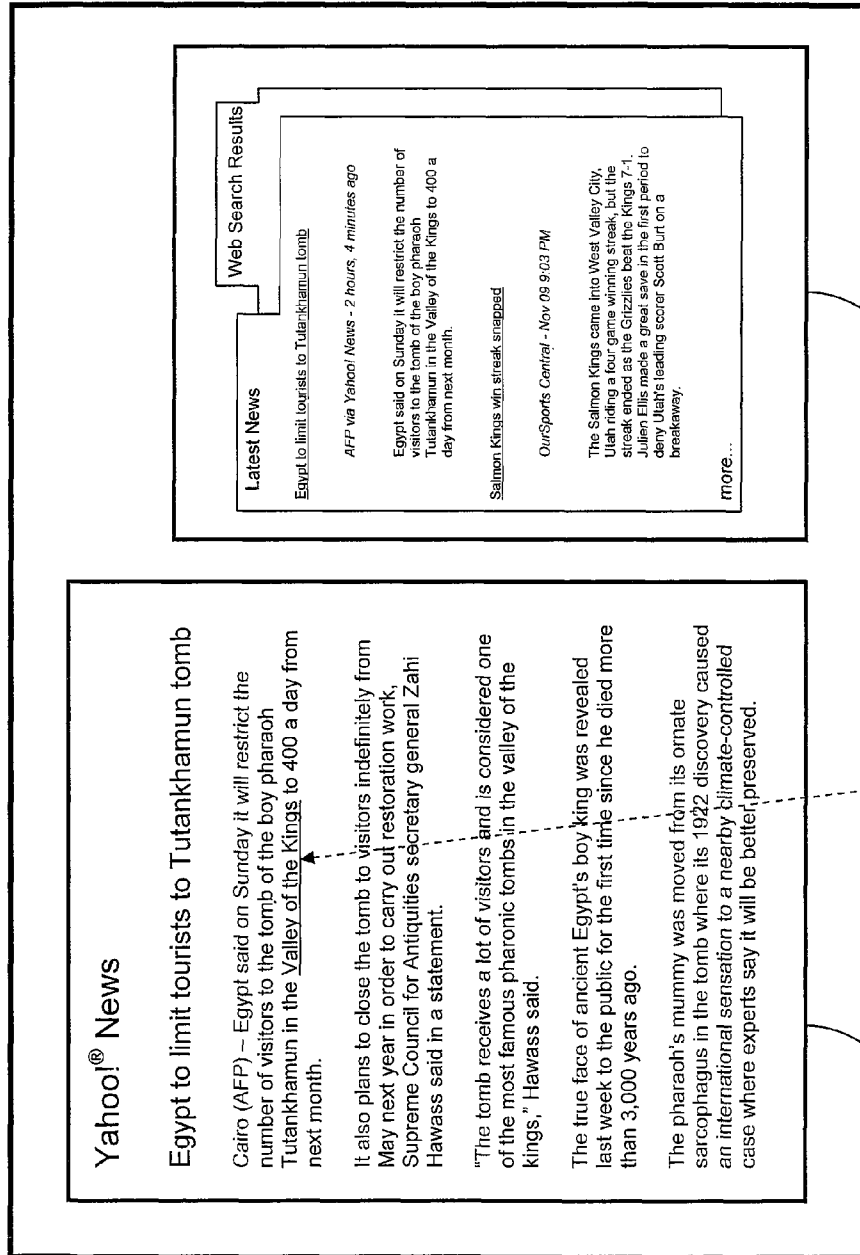 Yahoo!® News
Egypt to limit tourists to Tutankhamun tomb
Cairo (AFP) – Egypt said on Sunday it will restrict the
number of visitors to the tomb of the boy pharaoh
Tutankhamun in the Valley of the Kings to 400 a day from
next month.
It also plans to close the tomb to visitors indefinitely from
May next year in order to carry out restoration work,
Supreme Council for Antiquities secretary general Zahi
Hawass said in a statement.
"The tomb receives a lot of visitors and is considered one
of the most famous pharonic tombs in the valley of the
kings," Hawass said.
The true face of ancient Egypt's boy king was revealed
last week to the public for the first time since he died more
than 3,000 years ago.
The pharaoh's mummy was moved from its ornate
sarcophagus in the tomb where its 1922 discovery caused
an international sensation to a nearby climate-controlled
case where experts say it will be better preserved.
Latest News
Web Search Results
Egypt to limit tourists to Tutankhamun tomb
AFP via Yahoo! News - 2 hours, 4 minutes ago
Egypt said on Sunday it will restrict the number of
visitors to the tomb of the boy pharaoh
Tutankhamun in the Valley of the Kings to 400 a
day from next month.
Salmon Kings win streak snapped
OurSports Central - Nov 09 9:03 PM
The Salmon Kings came into West Valley City,
Utah riding a four game winning streak, but the
streak ended as the Grizzlies beat the Kings 7-1.
Julien Ellis made a great save in the first period to
deny Utah's leading scorer Scott Burt on a
breakaway.
more...